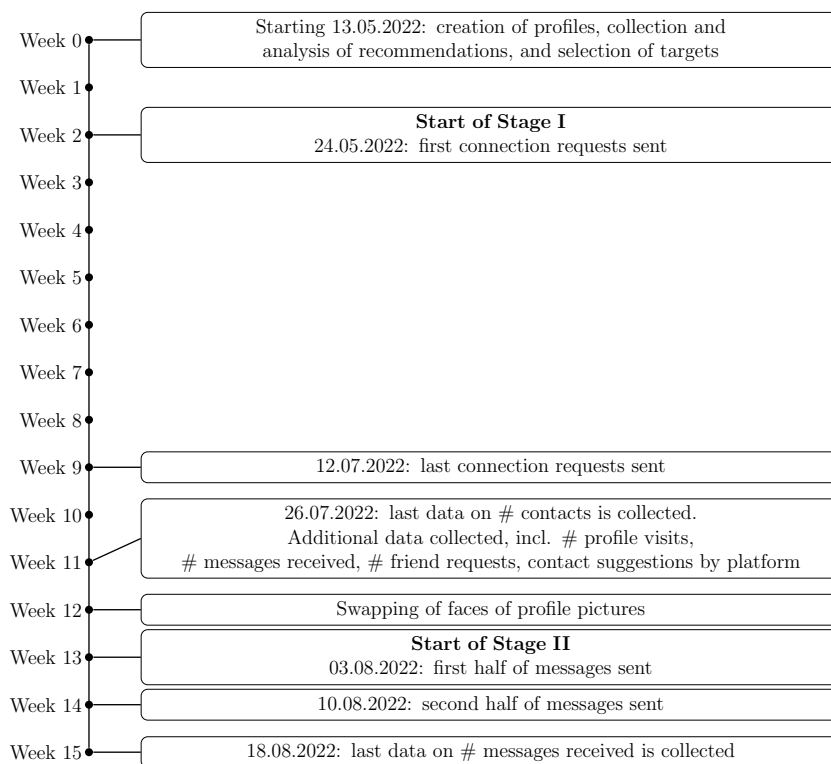 Week 0
Starting 13.05.2022: creation of profiles, collection and
analysis of recommendations, and selection of targets
Week 1
Week 2
Start of Stage I
24.05.2022: first connection requests sent
Week 3
Week 4
Week 5
Week 6
Week 7
Week 8
Week 9
12.07.2022: last connection requests sent
Week 10
26.07.2022: last data on # contacts is collected.
Additional data collected, incl. # profile visits,
# messages received, # friend requests, contact suggestions by platform
Week 11
Week 12
Swapping of faces of profile pictures
Week 13
Start of Stage II
03.08.2022: first half of messages sent
Week 14
10.08.2022: second half of messages sent
Week 15
18.08.2022: last data on # messages received is collected